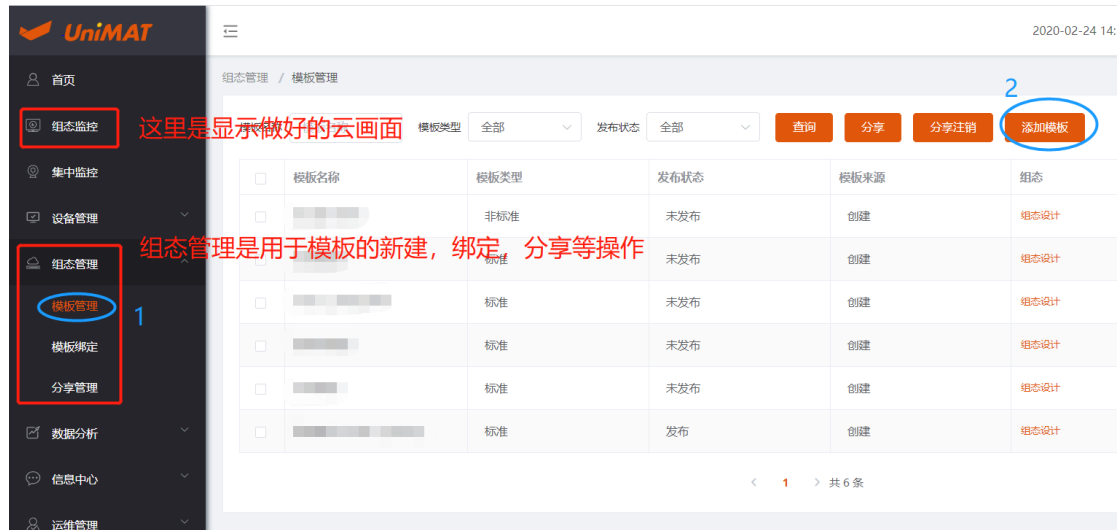 UniMAT
2020-02-24 14:
首页
组态监控
集中监控
设备管理
组态管理
模板管理
模板绑定
分享管理
数据分析
信息中心
运维管理
组态管理 / 模板管理
2
这里是显示做好的云画面
模板类型 全部 发布状态 全部 查询 分享 分享注销 添加模板
模板名称 模板类型 发布状态 模板来源 组态
非标准 未发布 创建 组态设计
组态管理是用于模板的新建，绑定，分享等操作
标准 未发布 创建 组态设计
标准 未发布 创建 组态设计
1
标准 未发布 创建 组态设计
标准 未发布 创建 组态设计
标准 发布 创建 组态设计
< 1 > 共 6 条